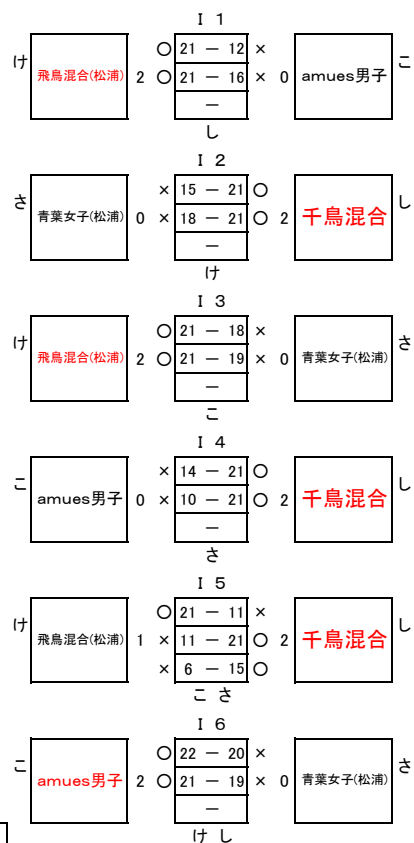 I 1
け 飛鳥混合(松浦) 2 ○ 21 － 12 × 0 amues男子 こ
○ 21 － 16 ×
－
し
I 2
さ 青葉女子(松浦) 0 × 15 － 21 ○ 2 千鳥混合 し
× 18 － 21 ○
－
け
I 3
け 飛鳥混合(松浦) 2 ○ 21 － 18 × 0 青葉女子(松浦) さ
○ 21 － 19 ×
－
こ
I 4
こ amues男子 0 × 14 － 21 ○ 2 千鳥混合 し
× 10 － 21 ○
－
さ
I 5
け 飛鳥混合(松浦) 1 ○ 21 － 11 × 2 千鳥混合 し
× 11 － 21 ○
× 6 － 15 ○
こ さ
I 6
こ amues男子 2 ○ 22 － 20 × 0 青葉女子(松浦) さ
○ 21 － 19 ×
－
け し